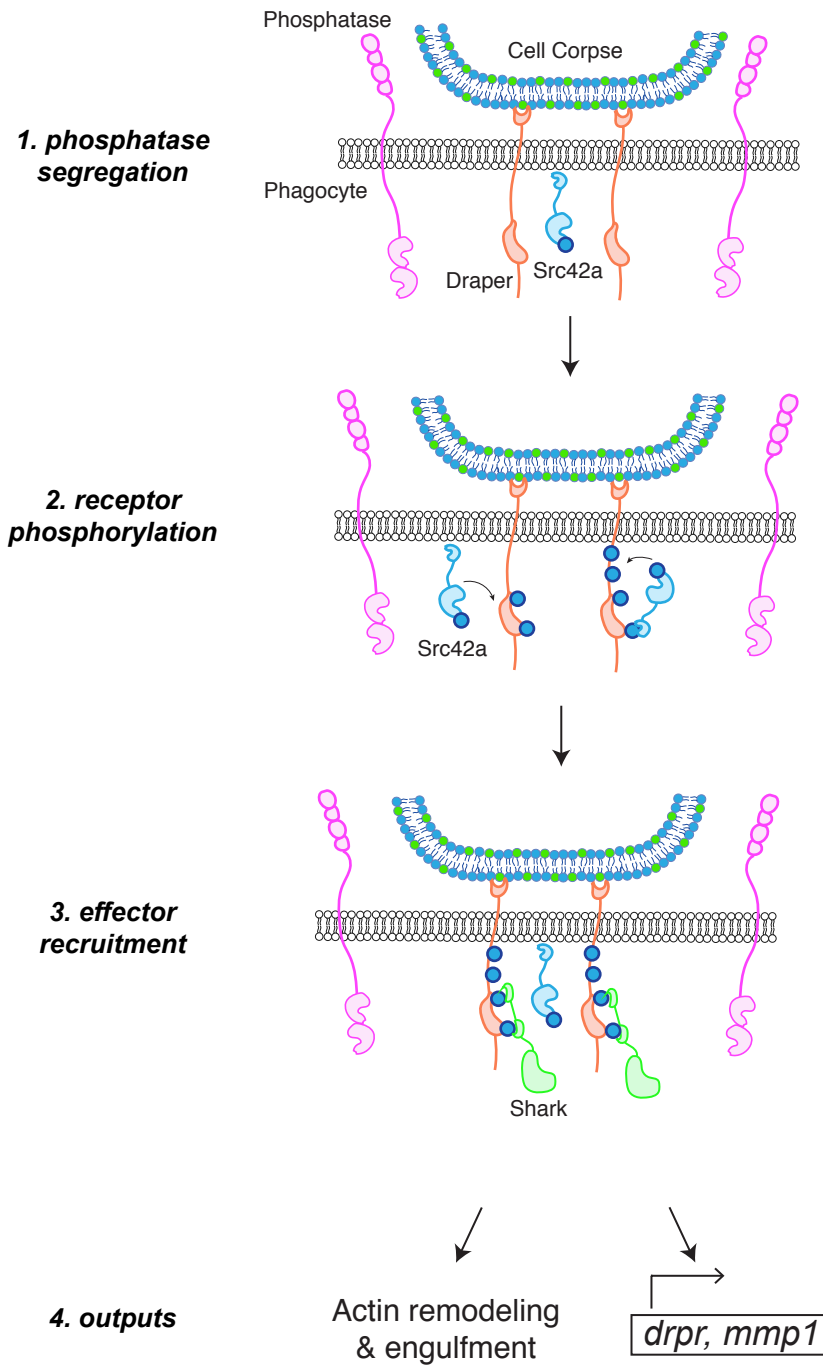 Phosphatase
Cell Corpse
1. phosphatase
segregation
Phagocyte
Draper
Src42a
2. receptor
phosphorylation
Src42a
3. effector
recruitment
Shark
4. outputs
Actin remodeling
& engulfment
drpr, mmp1